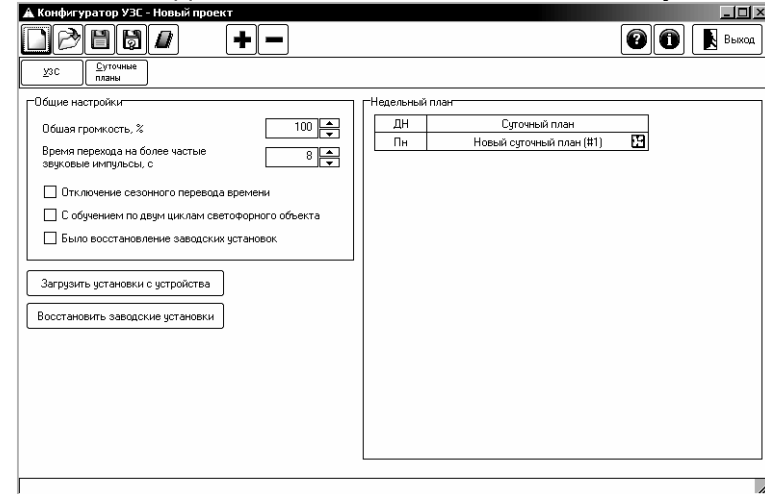 Конфигуратор УЗС - Новый проект
Выход
УЗС
Суточные
планы
Общие настройки
Обшая громкость, %
100
Время перехода на более частые
звуковые импульсы, с
8
Отключение сезонного перевода времени
С обучением по двум циклам светофорного объекта
Было восстановление заводских установок
Загрузить установки с устройства
Восстановить заводские установки
Недельный план
ДН Суточный план
Пн Новый суточный план (#1)